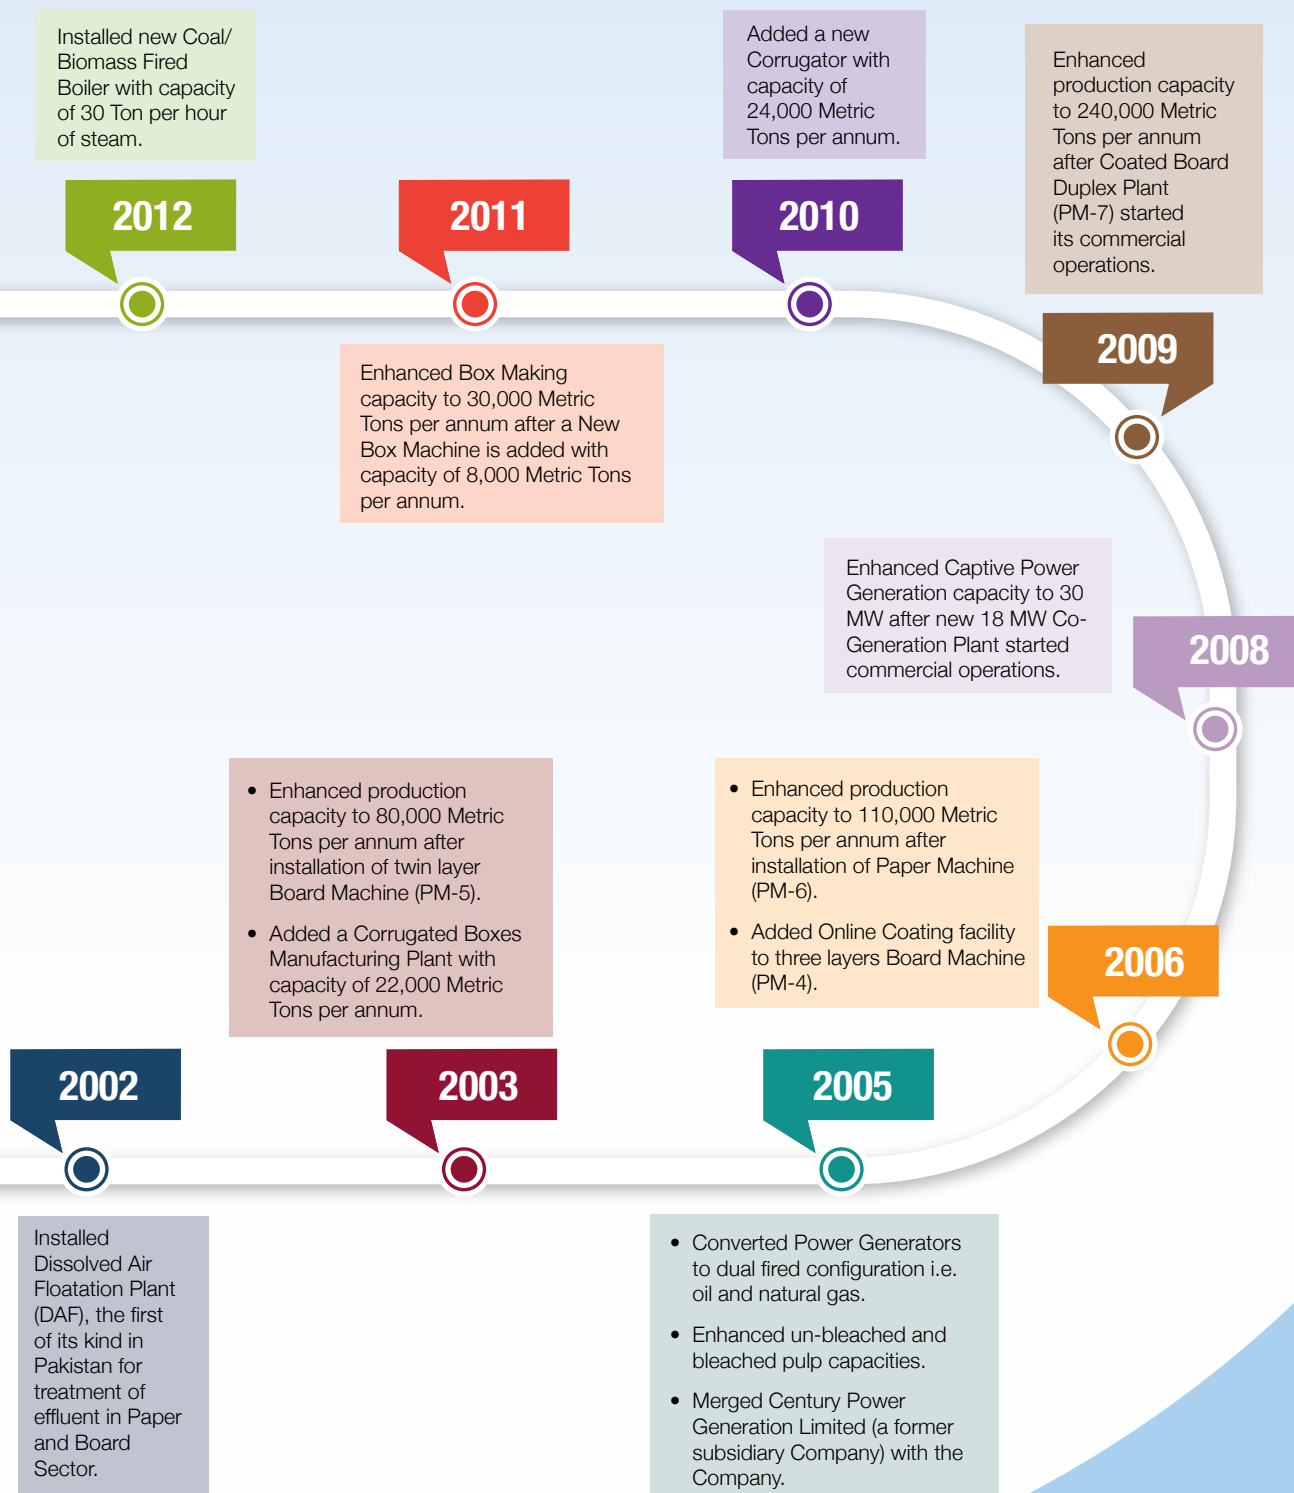 Installed new Coal/
Biomass Fired
Boiler with capacity
of 30 Ton per hour
of steam.
2012
2011
Enhanced Box Making
capacity to 30,000 Metric
Tons per annum after a New
Box Machine is added with
capacity of 8,000 Metric Tons
per annum.
Added a new
Corrugator with
capacity of
24,000 Metric
Tons per annum.
2010
Enhanced
production capacity
to 240,000 Metric
Tons per annum
after Coated Board
Duplex Plant
(PM-7) started
its commercial
operations.
2009
Enhanced Captive Power
Generation capacity to 30
MW after new 18 MW Co-
Generation Plant started
commercial operations.
2008
• Enhanced production
capacity to 80,000 Metric
Tons per annum after
installation of twin layer
Board Machine (PM-5).
• Added a Corrugated Boxes
Manufacturing Plant with
capacity of 22,000 Metric
Tons per annum.
• Enhanced production
capacity to 110,000 Metric
Tons per annum after
installation of Paper Machine
(PM-6).
• Added Online Coating facility
to three layers Board Machine
(PM-4).
2006
2002
2003
2005
Installed
Dissolved Air
Floatation Plant
(DAF), the first
of its kind in
Pakistan for
treatment of
effluent in Paper
and Board
Sector.
• Converted Power Generators
to dual fired configuration i.e.
oil and natural gas.
• Enhanced un-bleached and
bleached pulp capacities.
• Merged Century Power
Generation Limited (a former
subsidiary Company) with the
Company.